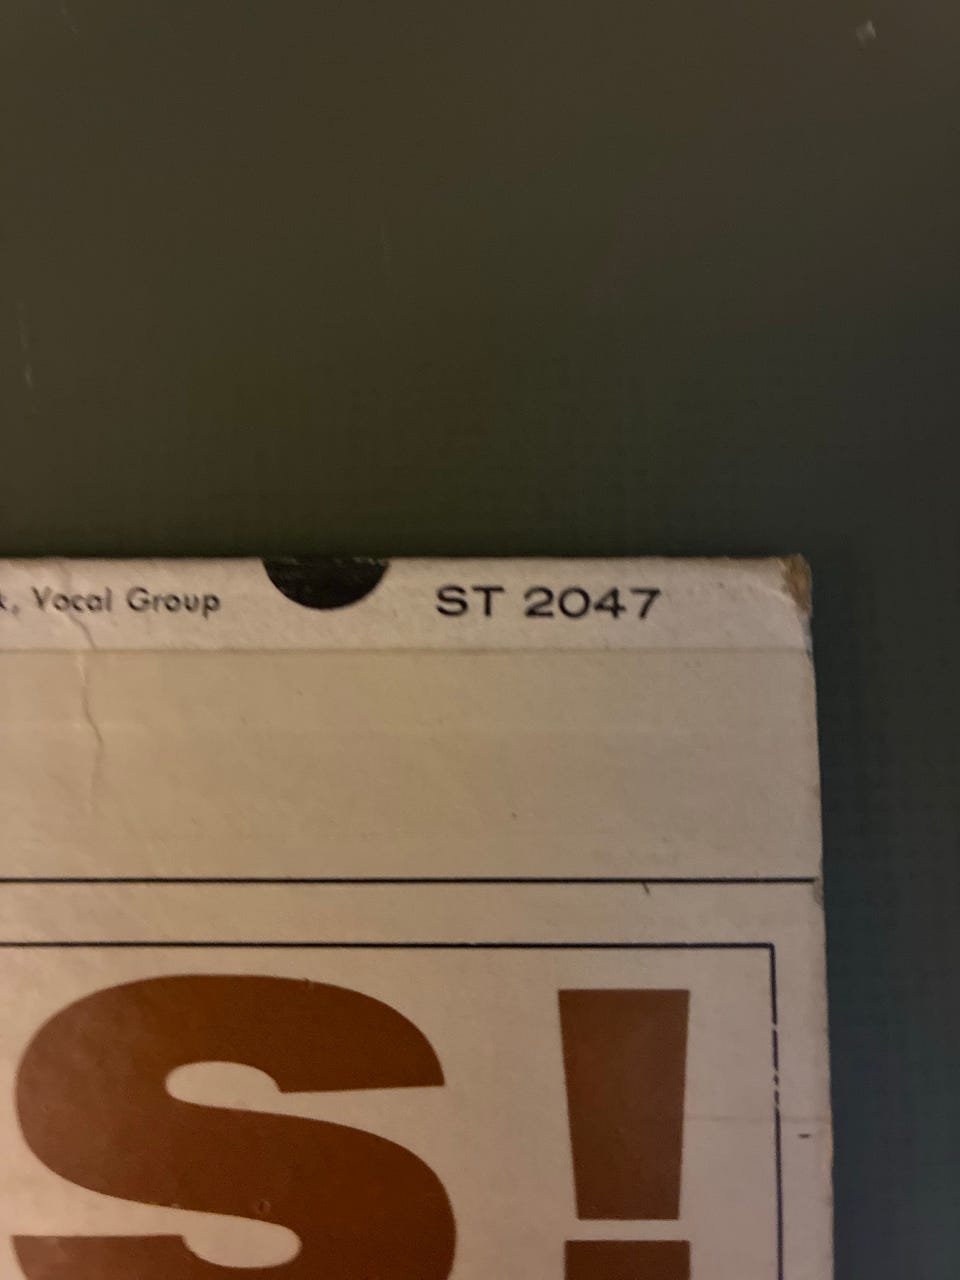 , Vocal Group ST 2047
S!